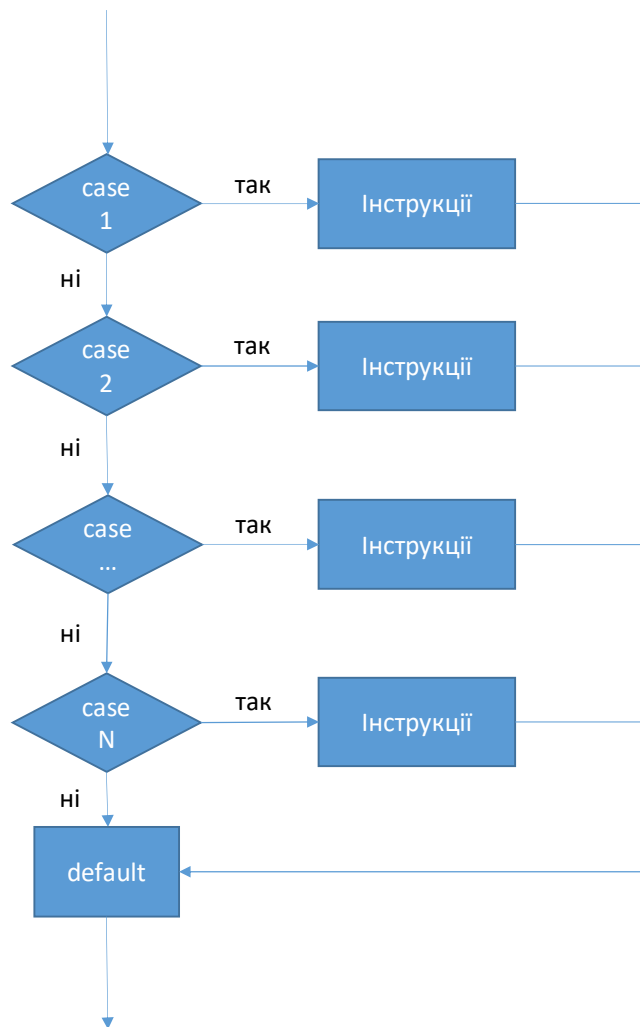 case
1
так
Інструкції
ні
case
2
так
Інструкції
ні
case
...
так
Інструкції
ні
case
N
так
Інструкції
ні
default